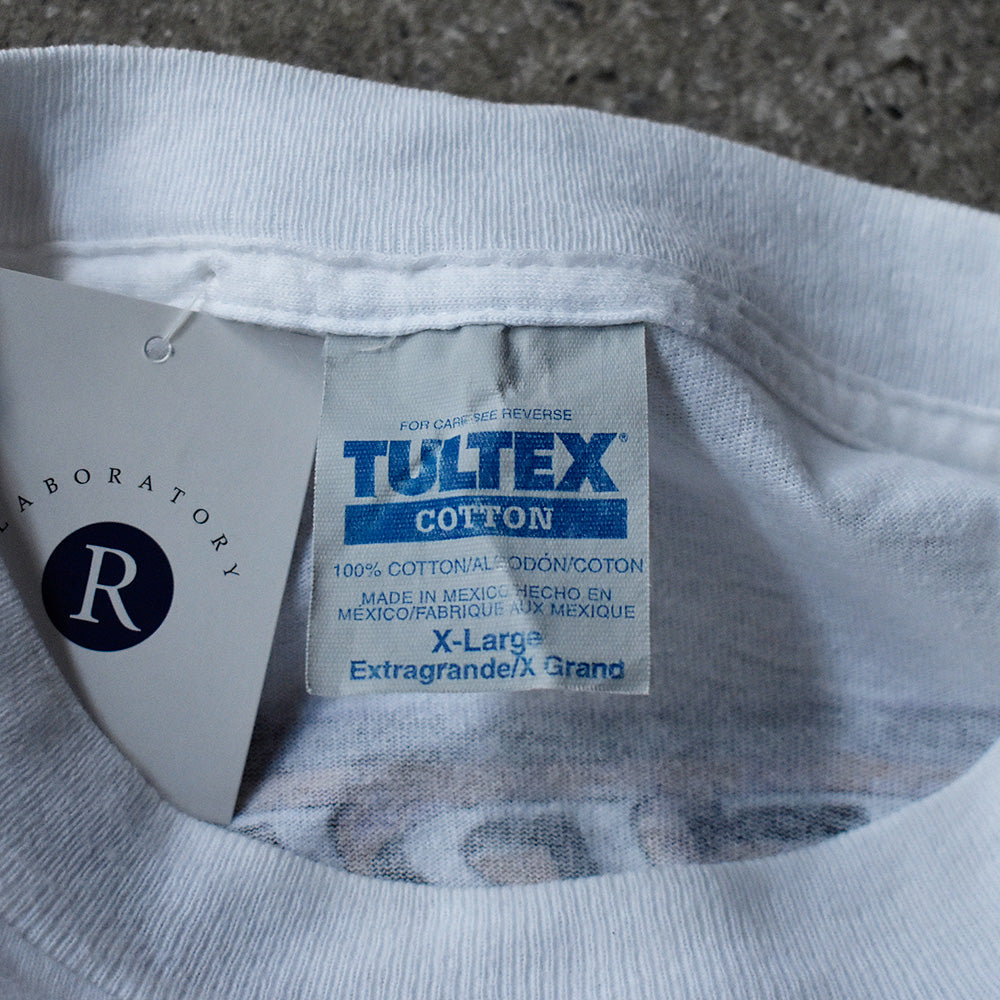 LABORATORY
R
FOR CARE SEE REVERSE
TULTEX®
COTTON
100% COTTON/ALGODÓN/COTON
MADE IN MEXICO HECHO EN
MÉXICO/FABRIQUE AUX MEXIQUE
X-Large
Extragrande/X Grand